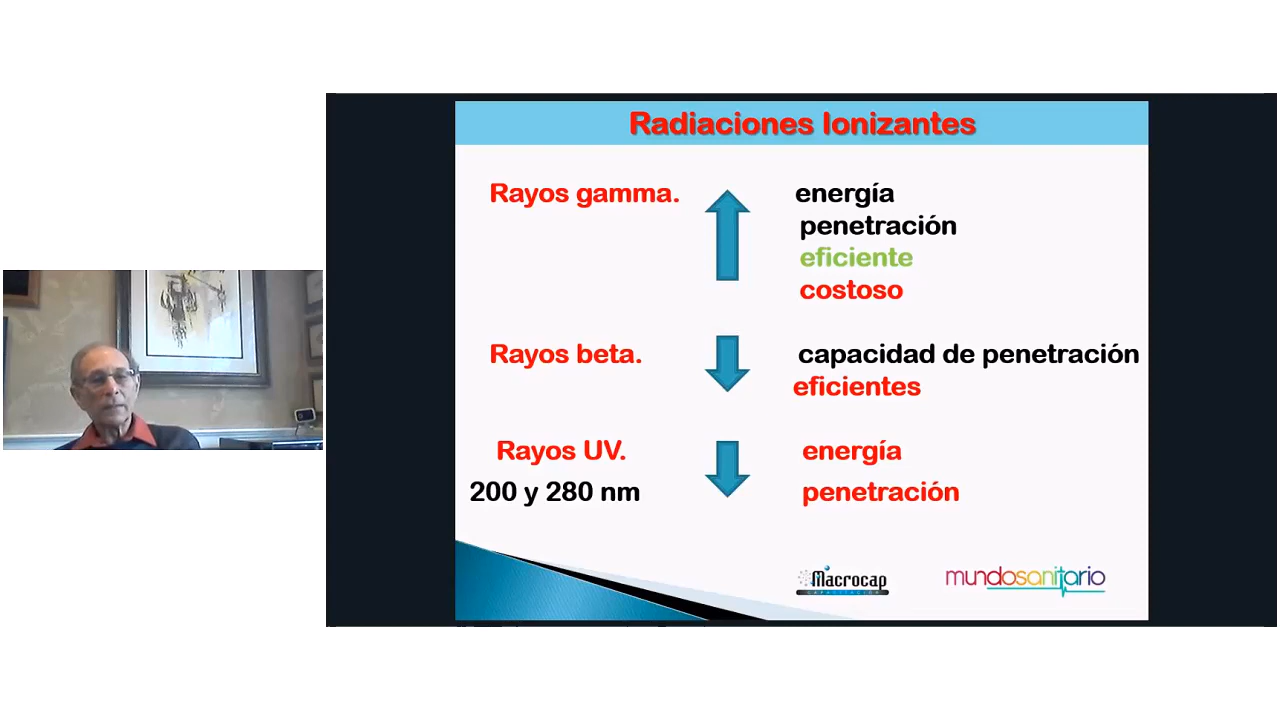 Radiaciones Ionizantes
Rayos gamma.
energía
penetración
eficiente
costoso
Rayos beta.
capacidad de penetración
eficientes
Rayos UV.
energía
200 y 280 nm
penetración
Macrocap
CAPACITACIÓN
mundosanitario